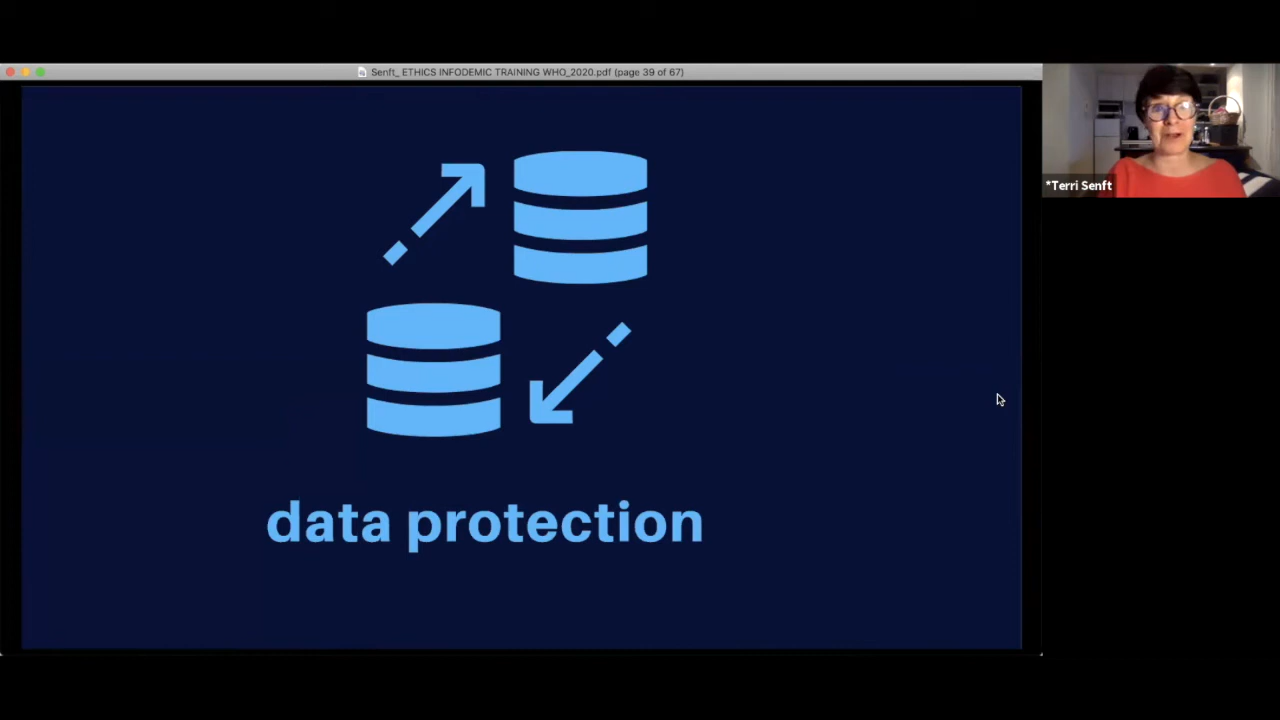 Senft_ ETHICS INFODEMIC TRAINING WHO_2020.pdf (page 39 of 67)
*Terri Senft
data protection